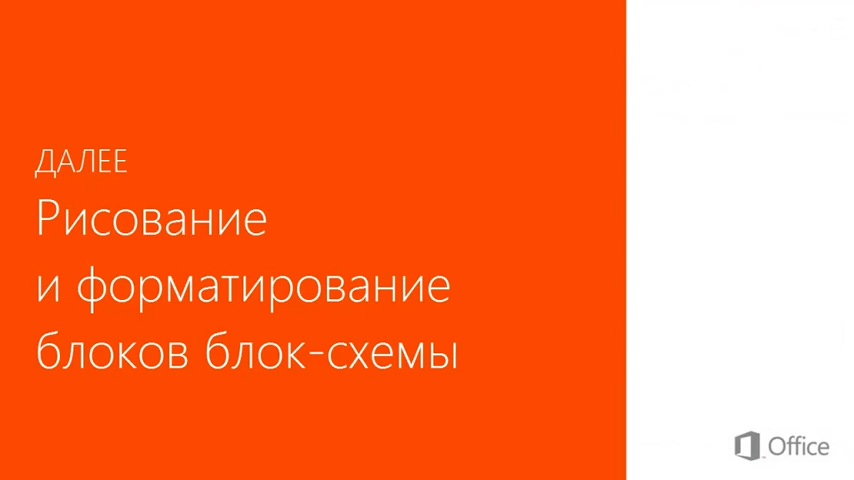 ДАЛЕЕ
Рисование
и форматирование
блоков блок-схемы
Office